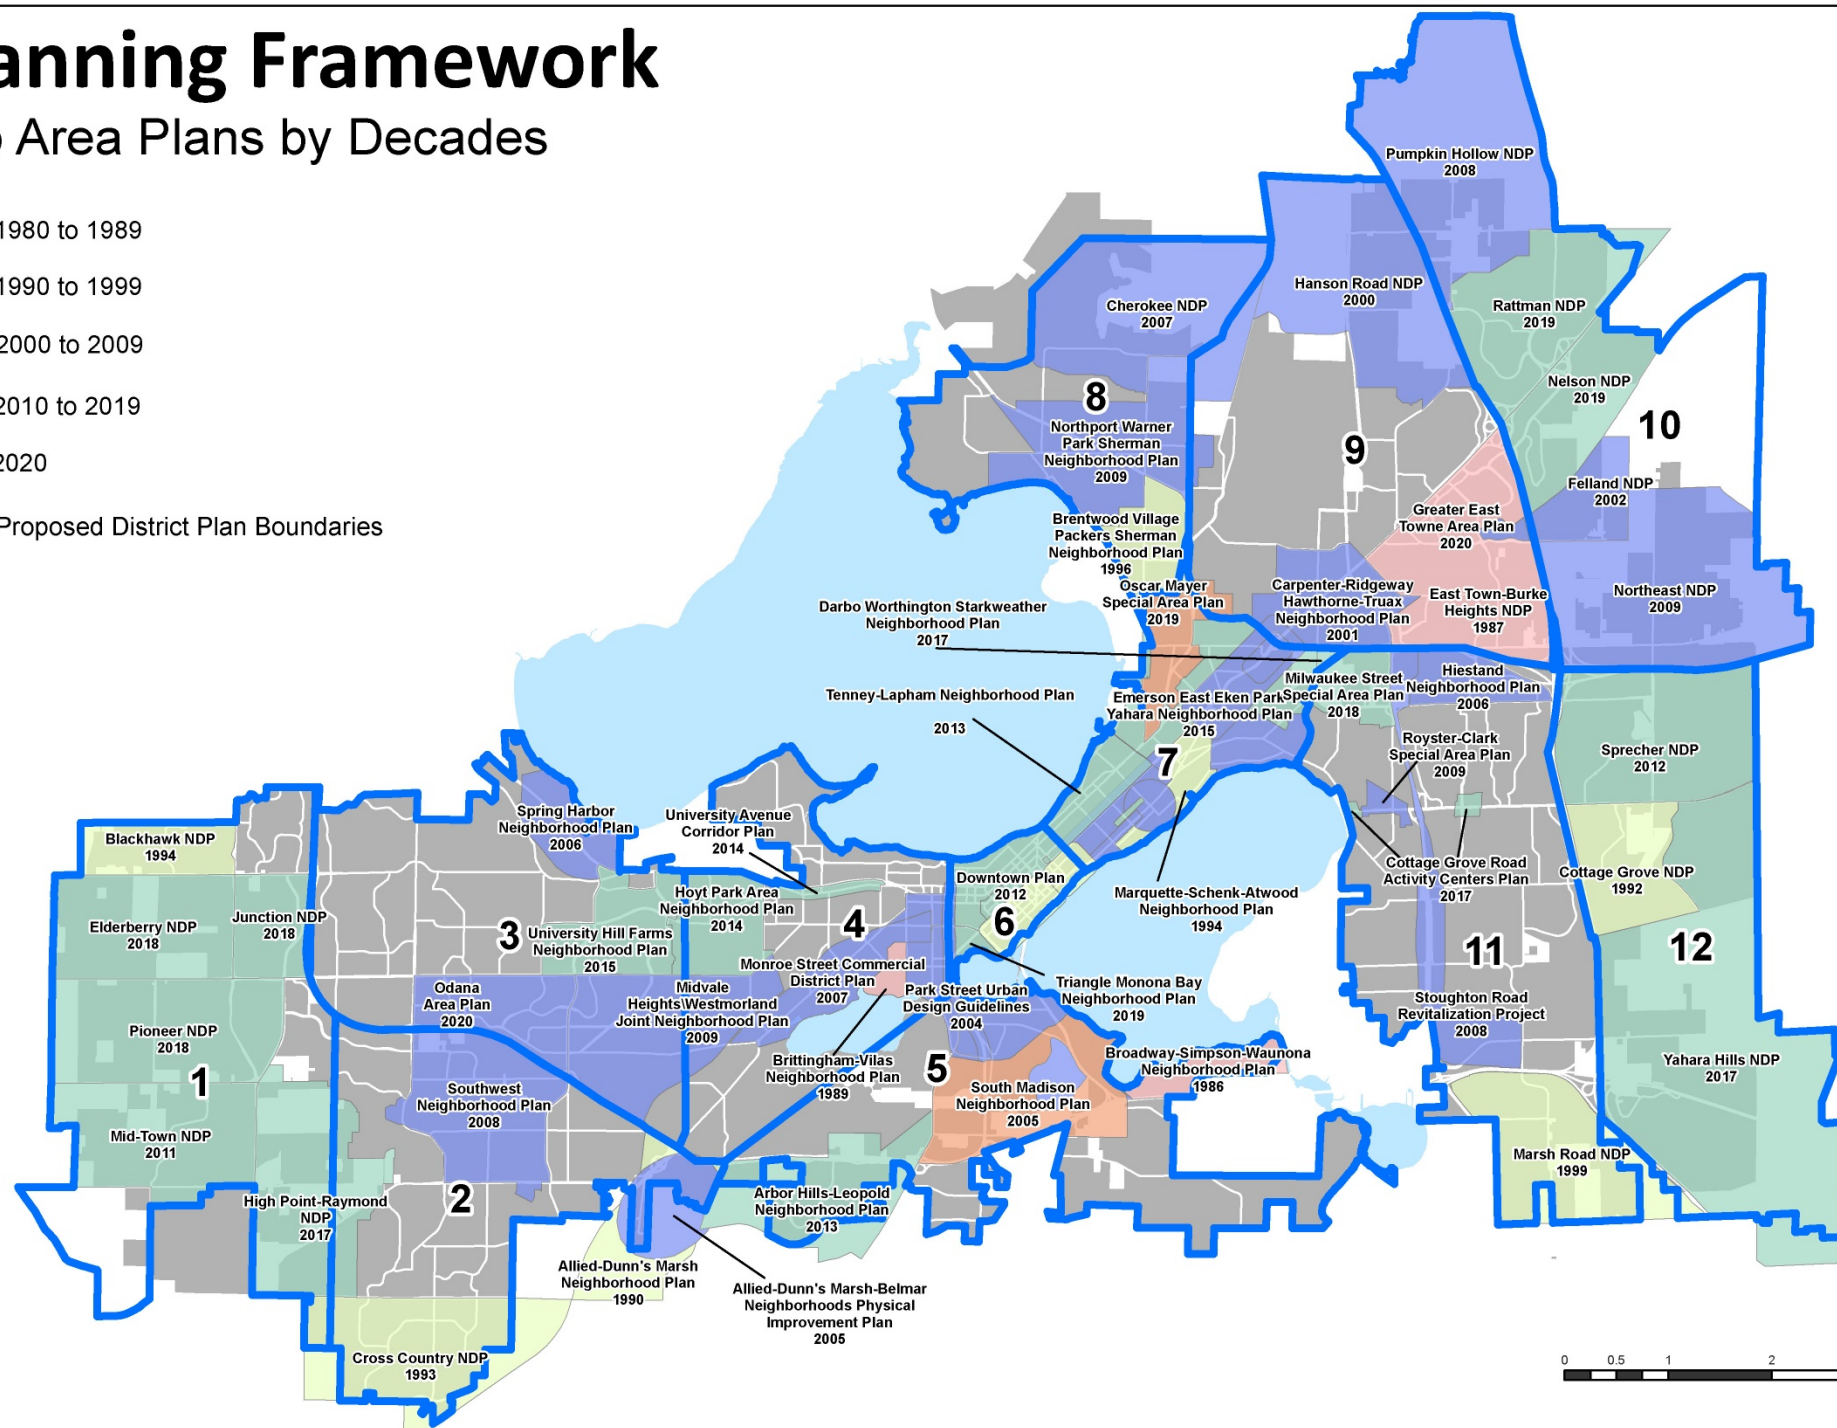 anning Framework
o Area Plans by Decades
1980 to 1989
1990 to 1999
2000 to 2009
2010 to 2019
2020
Proposed District Plan Boundaries
Pumpkin Hollow NDP
2008
Hanson Road NDP
2000
Cherokee NDP
2007
Rattman NDP
2019
Nelson NDP
2019
8
9
10
Northport Warner
Park Sherman
Neighborhood Plan
2009
Felland NDP
2002
Greater East
Towne Area Plan
2020
Brentwood Village
Packers Sherman
Neighborhood Plan
1996
Oscar Mayer
Special Area Plan
2019
Carpenter-Ridgeway
Hawthorne-Truax
Neighborhood Plan
2001
East Town-Burke
Heights NDP
1987
Northeast NDP
2009
Darbo Worthington Starkweather
Neighborhood Plan
2017
Tenney-Lapham Neighborhood Plan
2013
Emerson East Eken Park
Yahara Neighborhood Plan
2015
Milwaukee Street
Special Area Plan
2018
Hiestand
Neighborhood Plan
2006
Royster-Clark
Special Area Plan
2009
Sprecher NDP
2012
7
Spring Harbor
Neighborhood Plan
2006
University Avenue
Corridor Plan
2014
Blackhawk NDP
1994
Downtown Plan
2012
Marquette-Schenk-Atwood
Neighborhood Plan
1994
Cottage Grove Road
Activity Centers Plan
2017
Cottage Grove NDP
1992
Elderberry NDP
2018
Junction NDP
2018
3
University Hill Farms
Neighborhood Plan
2015
Hoyt Park Area
Neighborhood Plan
2014
4
6
11
12
Monroe Street Commercial
District Plan
2007
Odana
Area Plan
2020
Midvale
Heights Westmorland
Joint Neighborhood Plan
2009
Park Street Urban
Design Guidelines
2004
Triangle Monona Bay
Neighborhood Plan
2019
Stoughton Road
Revitalization Project
2008
Pioneer NDP
2018
1
Brittingham-Vilas
Neighborhood Plan
1989
5
Broadway-Simpson-Waunona
Neighborhood Plan
1986
Yahara Hills NDP
2017
Southwest
Neighborhood Plan
2008
South Madison
Neighborhood Plan
2005
Mid-Town NDP
2011
Marsh Road NDP
1999
2
High Point-Raymond
NDP
2017
Arbor Hills-Leopold
Neighborhood Plan
2013
Allied-Dunn's Marsh
Neighborhood Plan
1990
Allied-Dunn's Marsh-Belmar
Neighborhoods Physical
Improvement Plan
2005
Cross Country NDP
1993
0 0.5 1 2